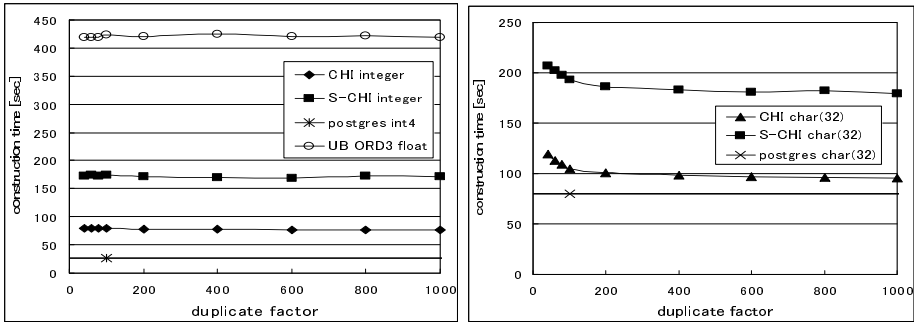 450
400
350
300
250
200
150
100
50
0
construction time [sec]
CHI integer
S-CHI integer
postgres int4
UB ORD3 float
0 200 400 600 800 1000
duplicate factor
250
200
150
100
50
0
construction time [sec]
CHI char(32)
S-CHI char(32)
postgres char(32)
0 200 400 600 800 1000
duplicate factor